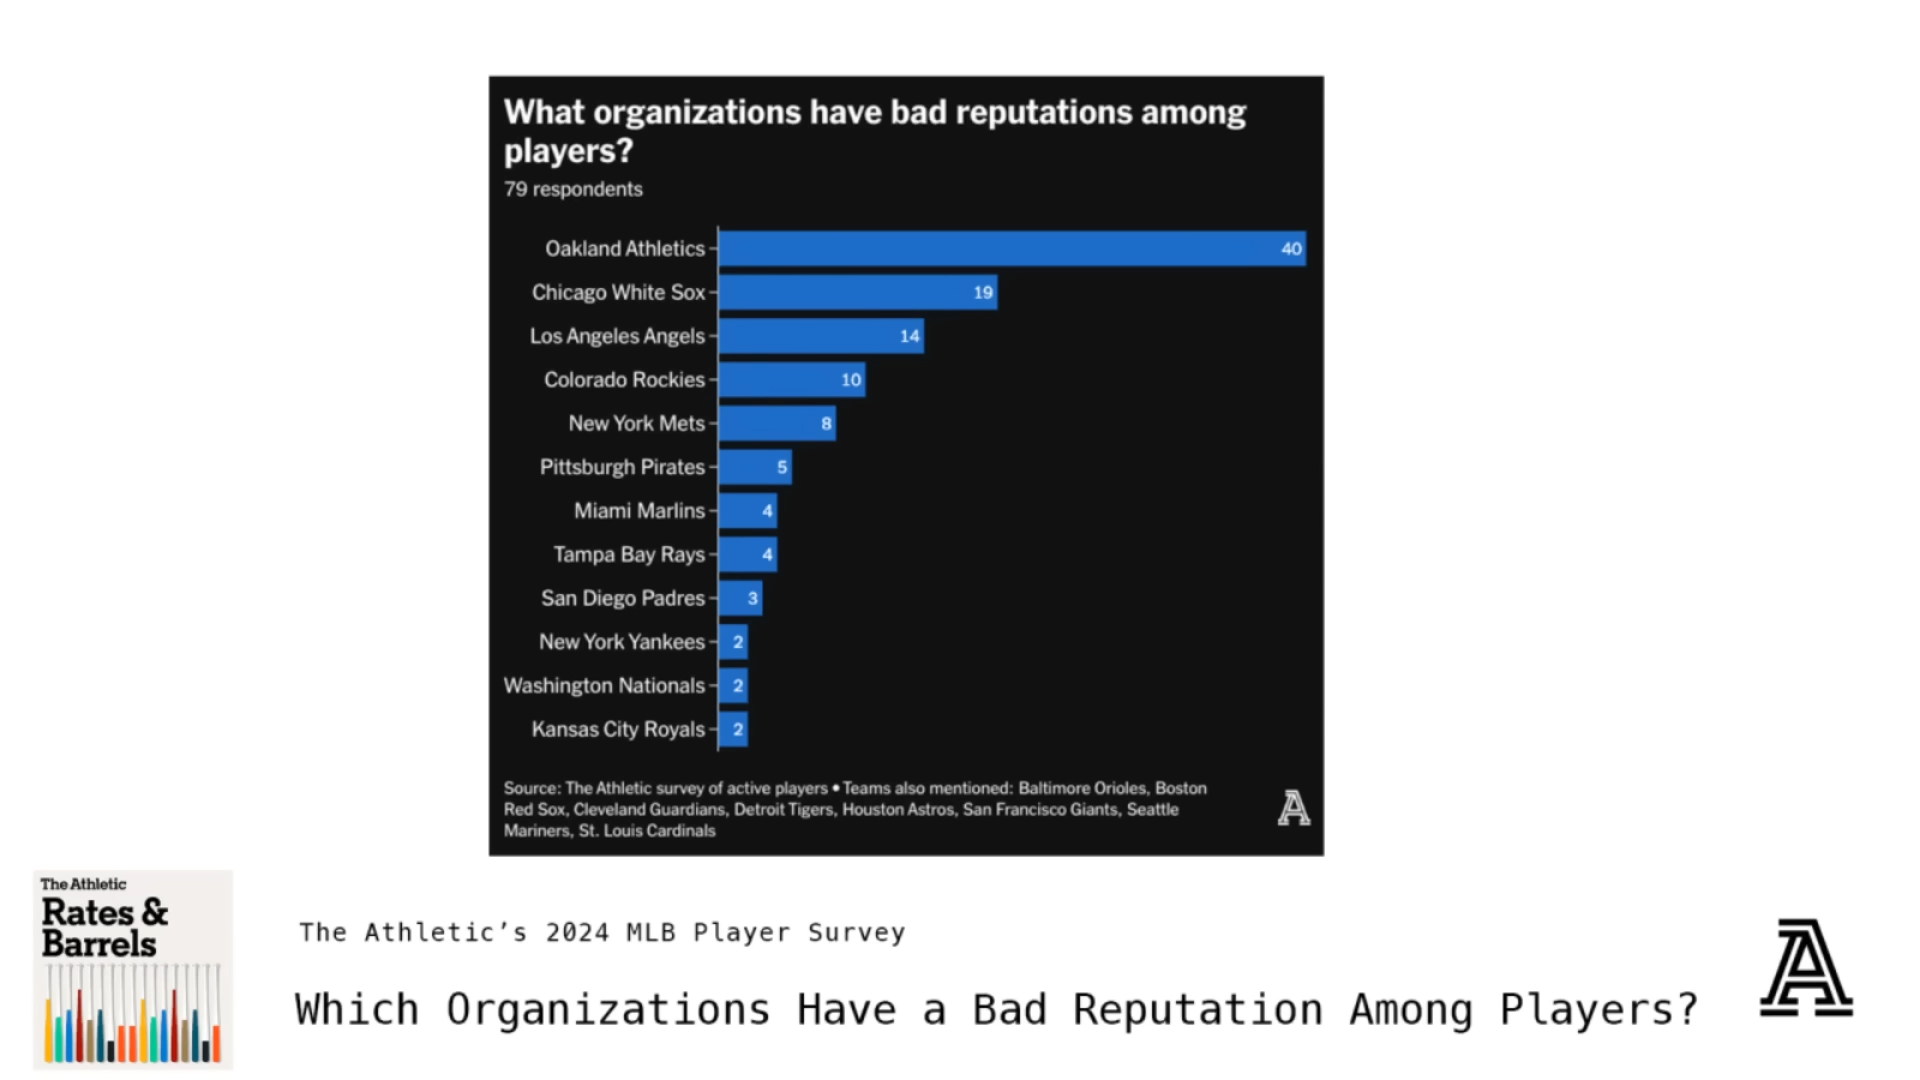 What organizations have bad reputations among
players?
79 respondents
Oakland Athletics 40
Chicago White Sox 19
Los Angeles Angels 14
Colorado Rockies 10
New York Mets 8
Pittsburgh Pirates 5
Miami Marlins 4
Tampa Bay Rays 4
San Diego Padres 3
New York Yankees 2
Washington Nationals 2
Kansas City Royals 2
Source: The Athletic survey of active players • Teams also mentioned: Baltimore Orioles, Boston
Red Sox, Cleveland Guardians, Detroit Tigers, Houston Astros, San Francisco Giants, Seattle
Mariners, St. Louis Cardinals
A
The Athletic
Rates &
Barrels
The Athletic’s 2024 MLB Player Survey
Which Organizations Have a Bad Reputation Among Players?
A